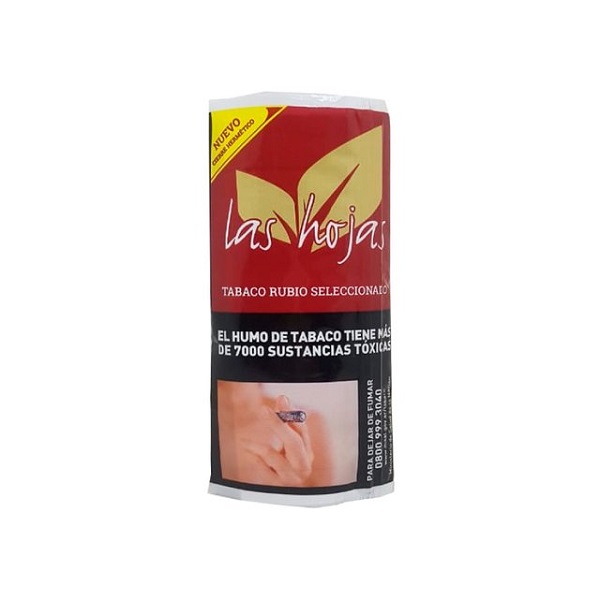 NUEVO
CIERRE HERMÉTICO
las hojas
TABACO RUBIO SELECCIONADO
EL HUMO DE TABACO TIENE MÁS
DE 7000 SUSTANCIAS TÓXICAS
PARA DEJAR DE FUMAR
0800 999 3040